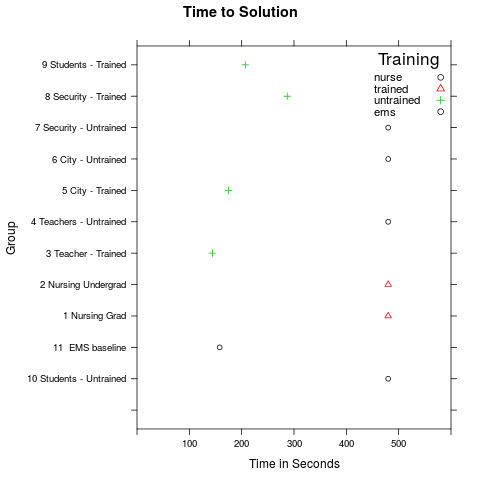 Time to Solution
Training
nurse
trained
untrained
ems
9 Students - Trained
8 Security - Trained
7 Security - Untrained
6 City - Untrained
5 City - Trained
4 Teachers - Untrained
3 Teacher - Trained
2 Nursing Undergrad
1 Nursing Grad
11  EMS baseline
10 Students - Untrained
Group
100 200 300 400 500
Time in Seconds